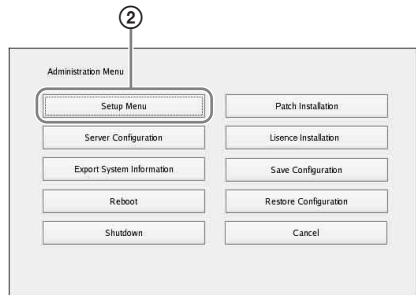 ②
Administration Menu
Setup Menu
Patch Installation
Server Configuration
Lisence Installation
Export System Information
Save Configuration
Reboot
Restore Configuration
Shutdown
Cancel